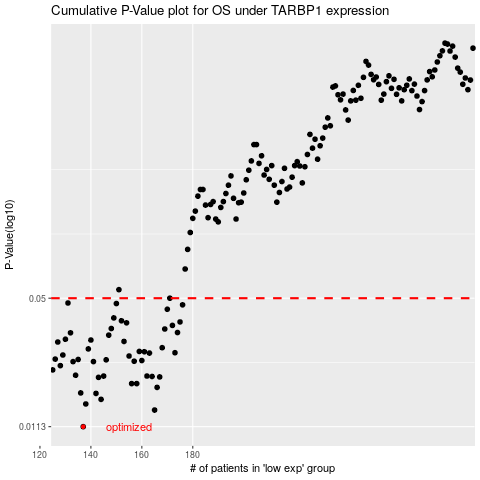 Cumulative P-Value plot for OS under TARBP1 expression
P-Value(log10)
0.05
0.0113
optimized
120 140 160 180
# of patients in 'low exp' group